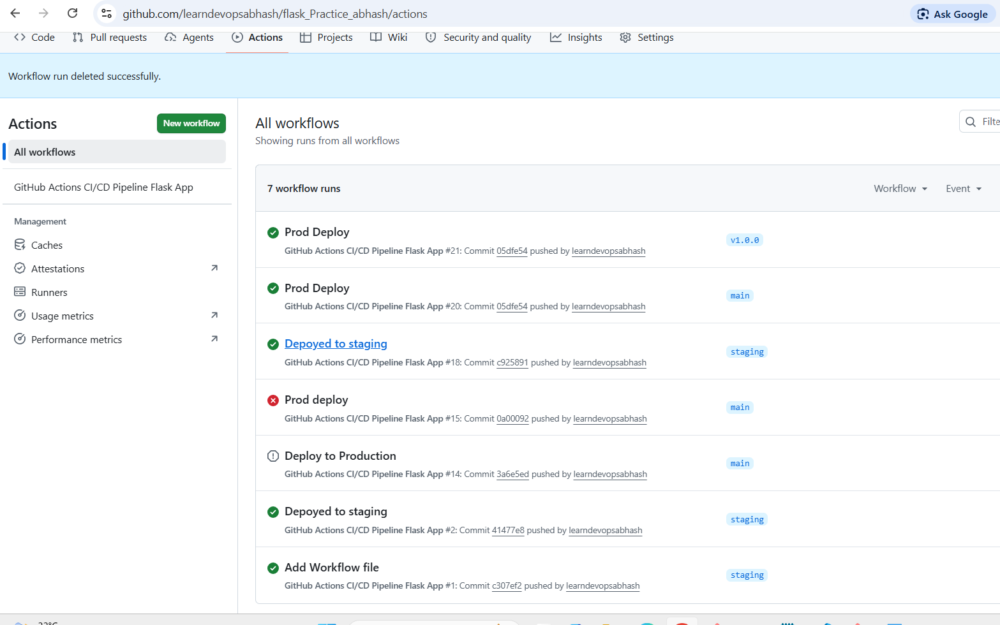 github.com/learndevopsabhash/flask_Practice_abhash/actions
Ask Google
Code
Pull requests
Agents
Actions
Projects
Wiki
Security and quality
Insights
Settings
Workflow run deleted successfully.
Actions
New workflow
All workflows
GitHub Actions CI/CD Pipeline Flask App
Management
Caches
Attestations
Runners
Usage metrics
Performance metrics
All workflows
Showing runs from all workflows
Filte
7 workflow runs
Workflow
Event
Prod Deploy
GitHub Actions CI/CD Pipeline Flask App #21: Commit 05dfe54 pushed by learndevopsabhash
v1.0.0
Prod Deploy
GitHub Actions CI/CD Pipeline Flask App #20: Commit 05dfe54 pushed by learndevopsabhash
main
Depoyed to staging
GitHub Actions CI/CD Pipeline Flask App #18: Commit c925891 pushed by learndevopsabhash
staging
Prod deploy
GitHub Actions CI/CD Pipeline Flask App #15: Commit 0a00092 pushed by learndevopsabhash
main
Deploy to Production
GitHub Actions CI/CD Pipeline Flask App #14: Commit 3a6e5ed pushed by learndevopsabhash
main
Depoyed to staging
GitHub Actions CI/CD Pipeline Flask App #2: Commit 41477e8 pushed by learndevopsabhash
staging
Add Workflow file
GitHub Actions CI/CD Pipeline Flask App #1: Commit c307ef2 pushed by learndevopsabhash
staging